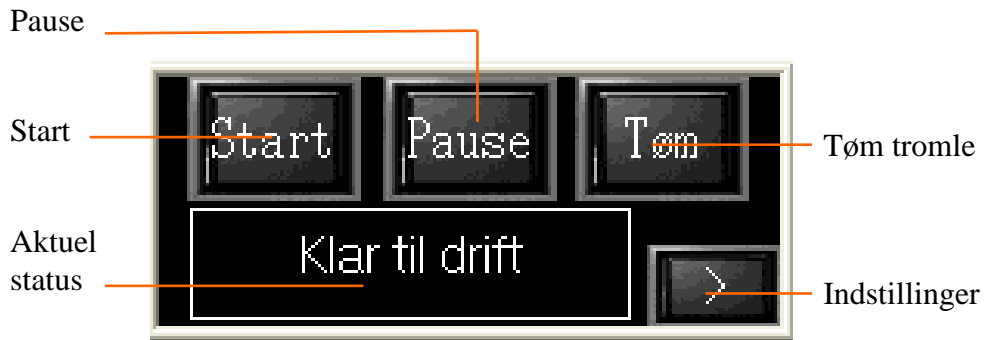 Pause
Start Pause Tøm
Start
Tøm tromle
Klar til drift
Aktuel
status
>
Indstillinger